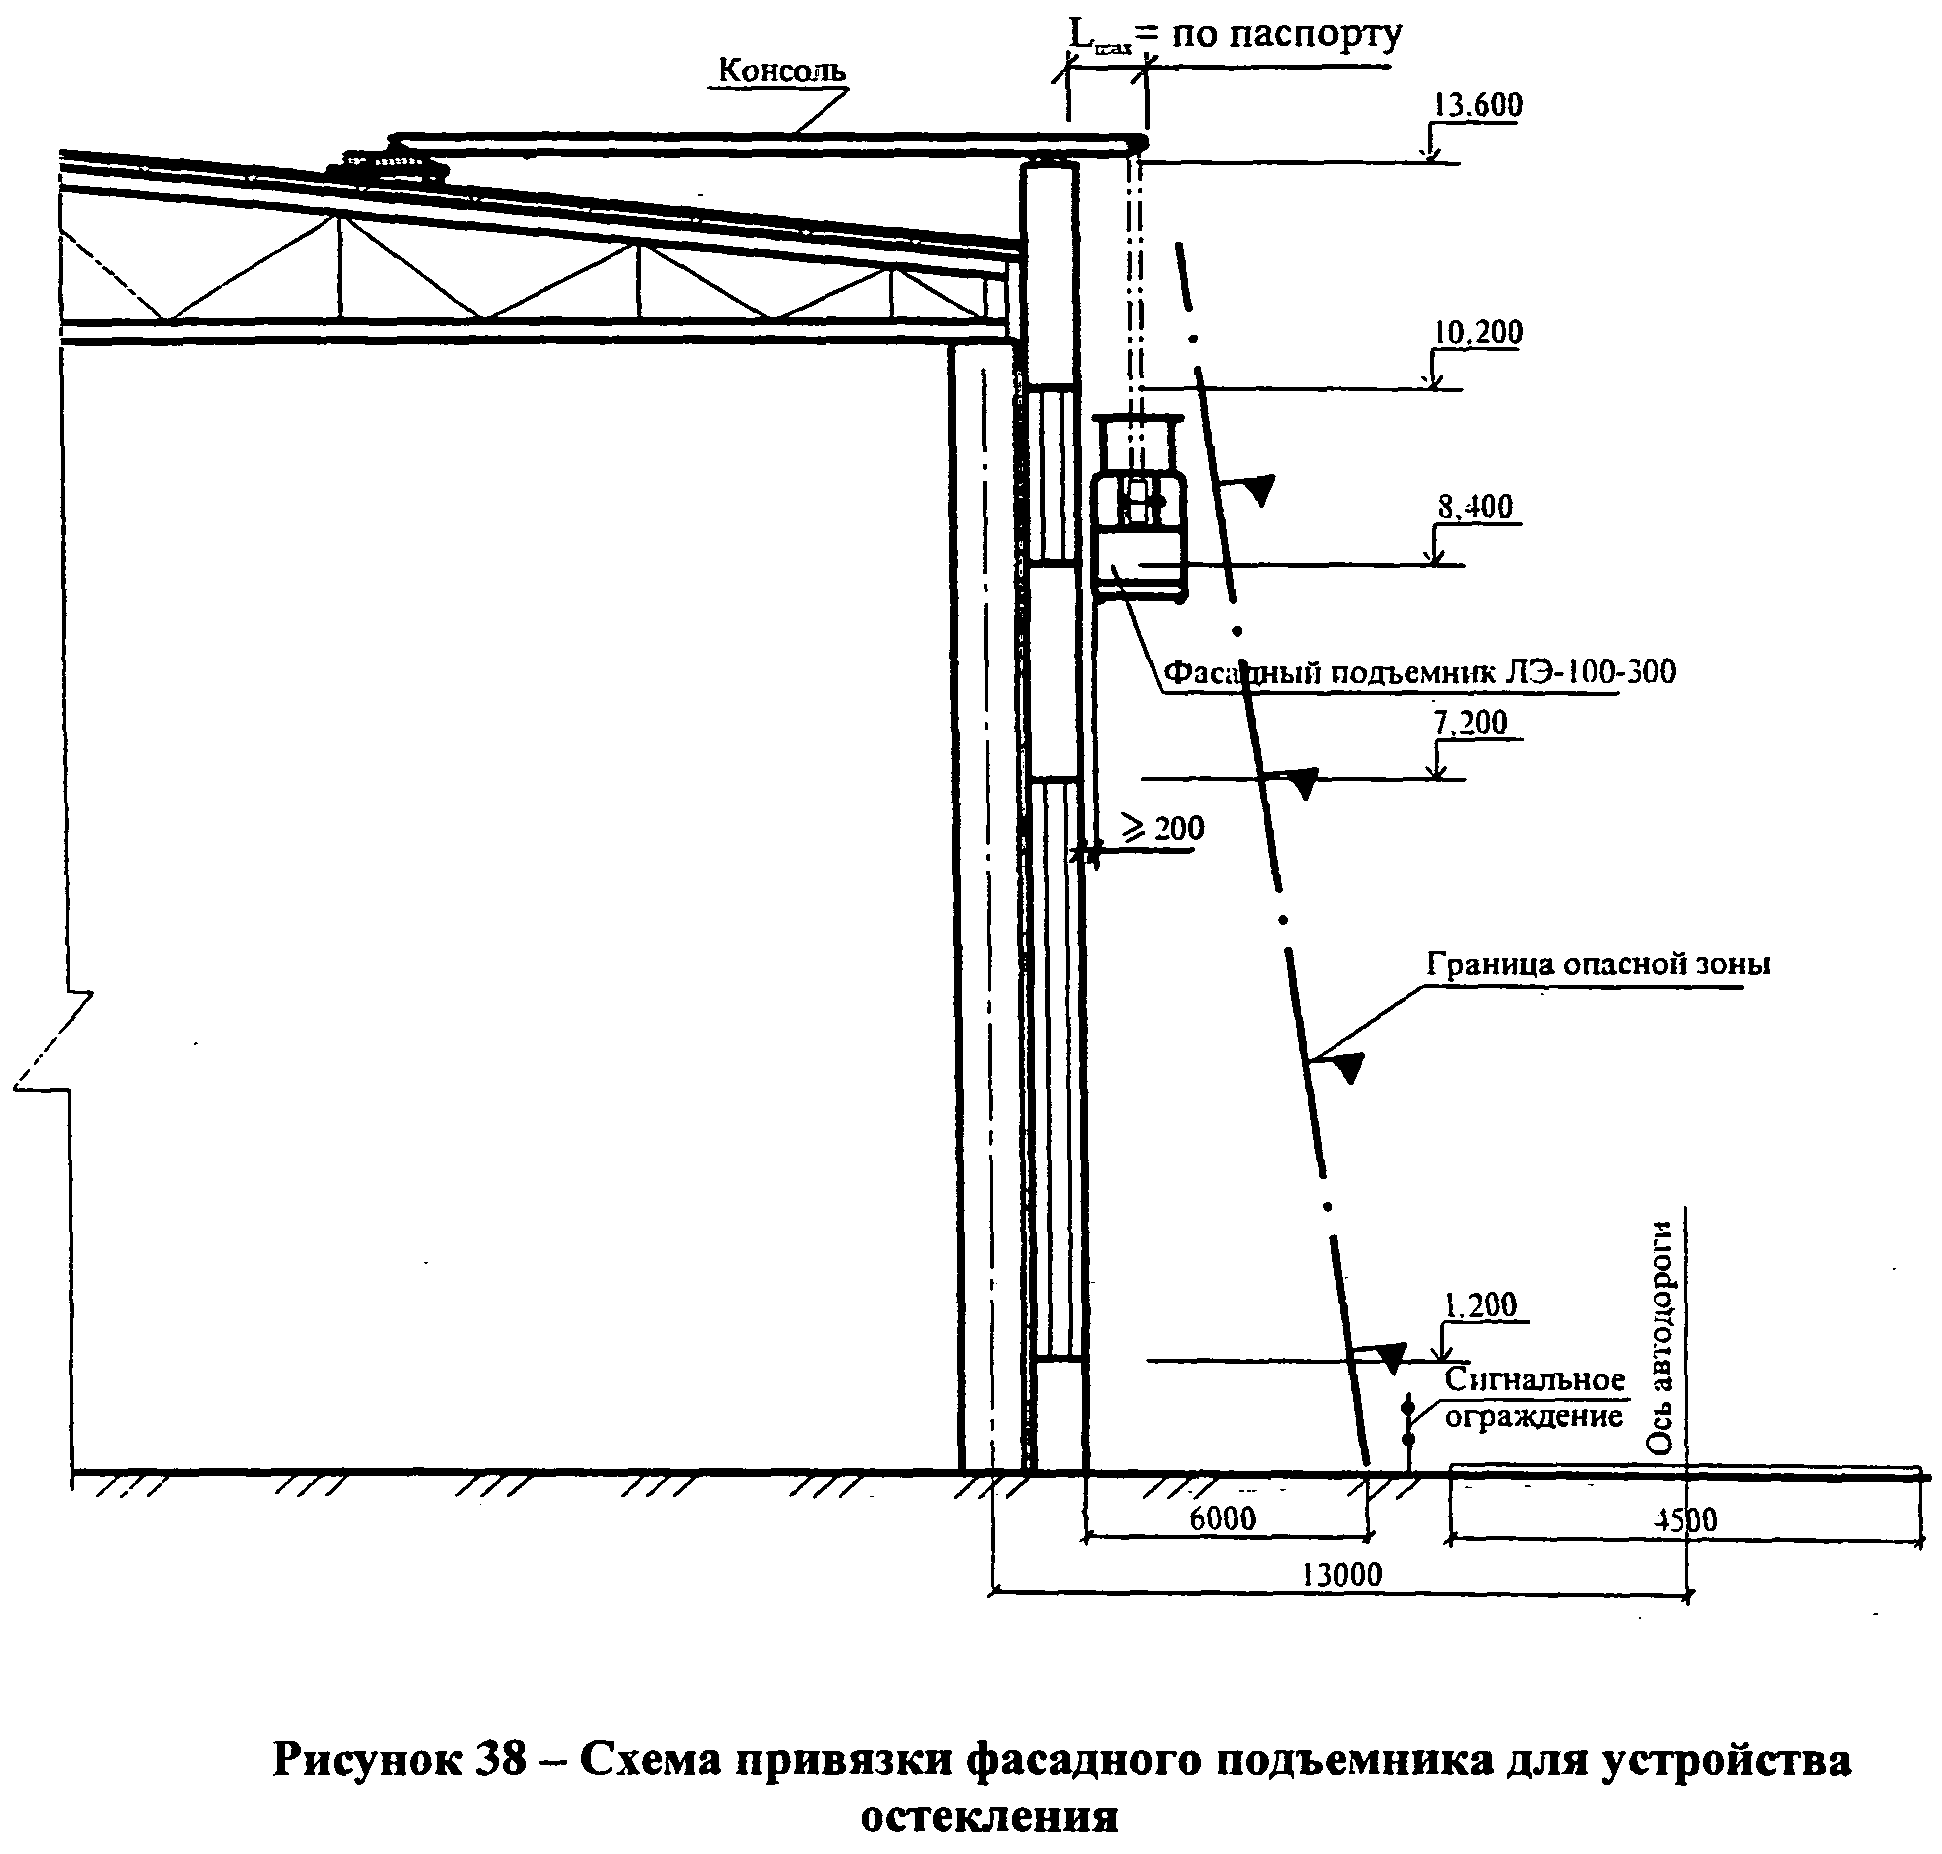 Lmax = по паспорту
Консоль
13.600
10.200
8.400
Фасадный подъемник ЛЭ-100-300
7.200
⩾ 200
Граница опасной зоны
1.200
Сигнальное
ограждение
Ось автодороги
6000
4500
13000
Рисунок 38 – Схема привязки фасадного подъемника для устройства
остекления